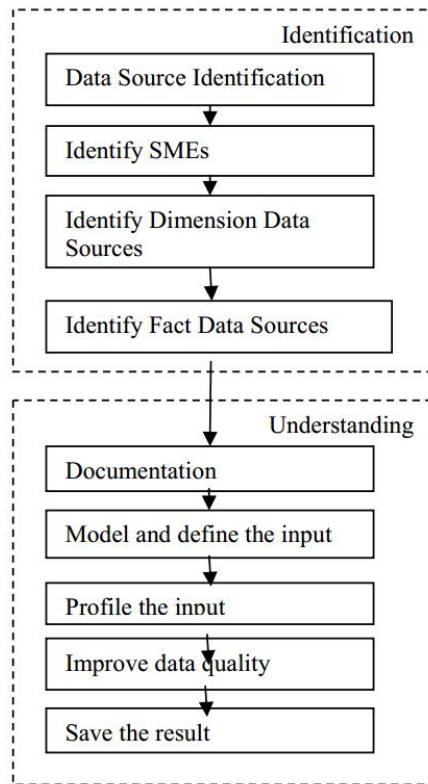 Identification
Data Source Identification
Identify SMEs
Identify Dimension Data
Sources
Identify Fact Data Sources
Understanding
Documentation
Model and define the input
Profile the input
Improve data quality
Save the result